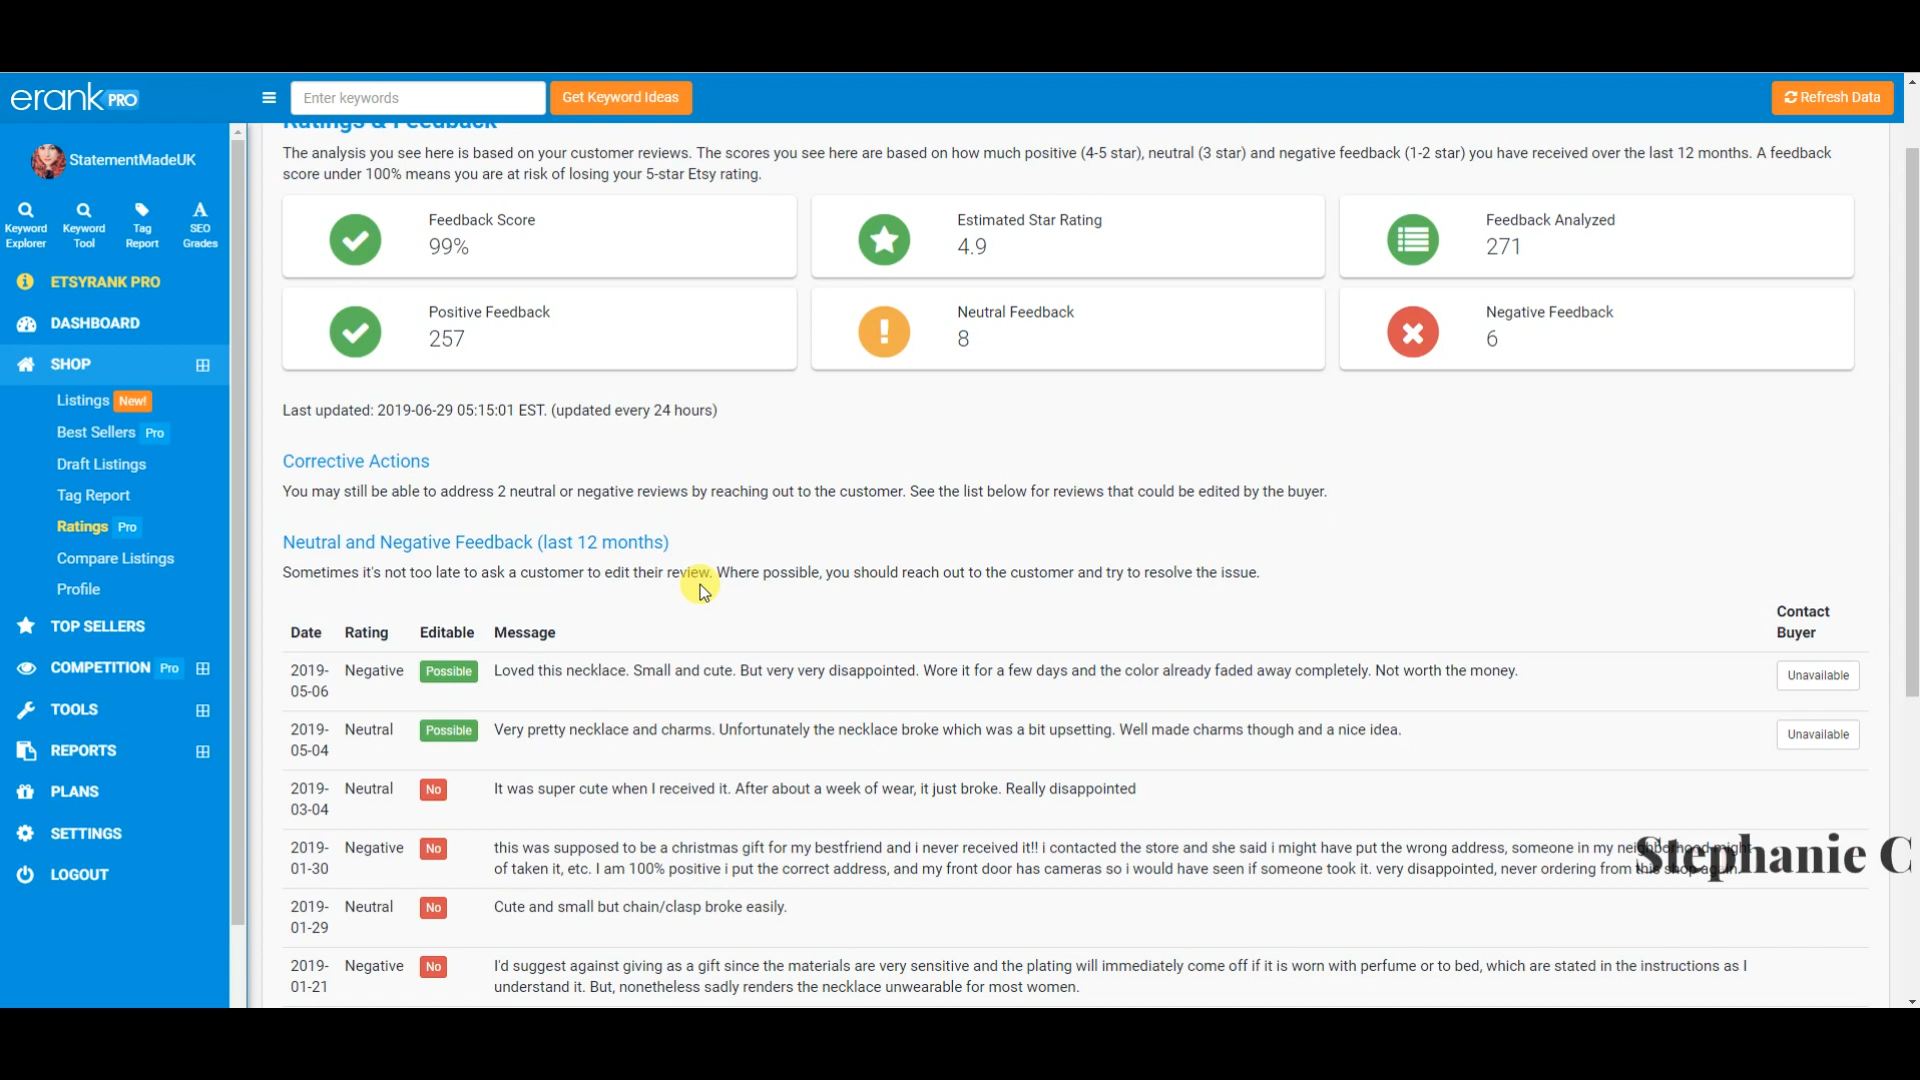 erank PRO
Enter keywords
Get Keyword Ideas
Refresh Data
StatementMadeUK
Keyword Explorer
Keyword Tool
Tag Report
SEO Grades
ETSYRANK PRO
DASHBOARD
SHOP
Listings New!
Best Sellers Pro
Draft Listings
Tag Report
Ratings Pro
Compare Listings
Profile
TOP SELLERS
COMPETITION Pro
TOOLS
REPORTS
PLANS
SETTINGS
LOGOUT
Ratings & Feedback
The analysis you see here is based on your customer reviews. The scores you see here are based on how much positive (4-5 star), neutral (3 star) and negative feedback (1-2 star) you have received over the last 12 months. A feedback
score under 100% means you are at risk of losing your 5-star Etsy rating.
Feedback Score
99%
Estimated Star Rating
4.9
Feedback Analyzed
271
Positive Feedback
257
Neutral Feedback
8
Negative Feedback
6
Last updated: 2019-06-29 05:15:01 EST. (updated every 24 hours)
Corrective Actions
You may still be able to address 2 neutral or negative reviews by reaching out to the customer. See the list below for reviews that could be edited by the buyer.
Neutral and Negative Feedback (last 12 months)
Sometimes it's not too late to ask a customer to edit their review. Where possible, you should reach out to the customer and try to resolve the issue.
Date Rating Editable Message Contact Buyer
2019-05-06 Negative Possible Loved this necklace. Small and cute. But very very disappointed. Wore it for a few days and the color already faded away completely. Not worth the money. Unavailable
2019-05-04 Neutral Possible Very pretty necklace and charms. Unfortunately the necklace broke which was a bit upsetting. Well made charms though and a nice idea. Unavailable
2019-03-04 Neutral No It was super cute when I received it. After about a week of wear, it just broke. Really disappointed
2019-01-30 Negative No this was supposed to be a christmas gift for my bestfriend and i never received it!! i contacted the store and she said i might have put the wrong address, someone in my neighborhood might
of taken it, etc. I am 100% positive i put the correct address, and my front door has cameras so i would have seen if someone took it. very disappointed, never ordering from this shop again.
2019-01-29 Neutral No Cute and small but chain/clasp broke easily.
2019-01-21 Negative No I'd suggest against giving as a gift since the materials are very sensitive and the plating will immediately come off if it is worn with perfume or to bed, which are stated in the instructions as I
understand it. But, nonetheless sadly renders the necklace unwearable for most women.
Stephanie C